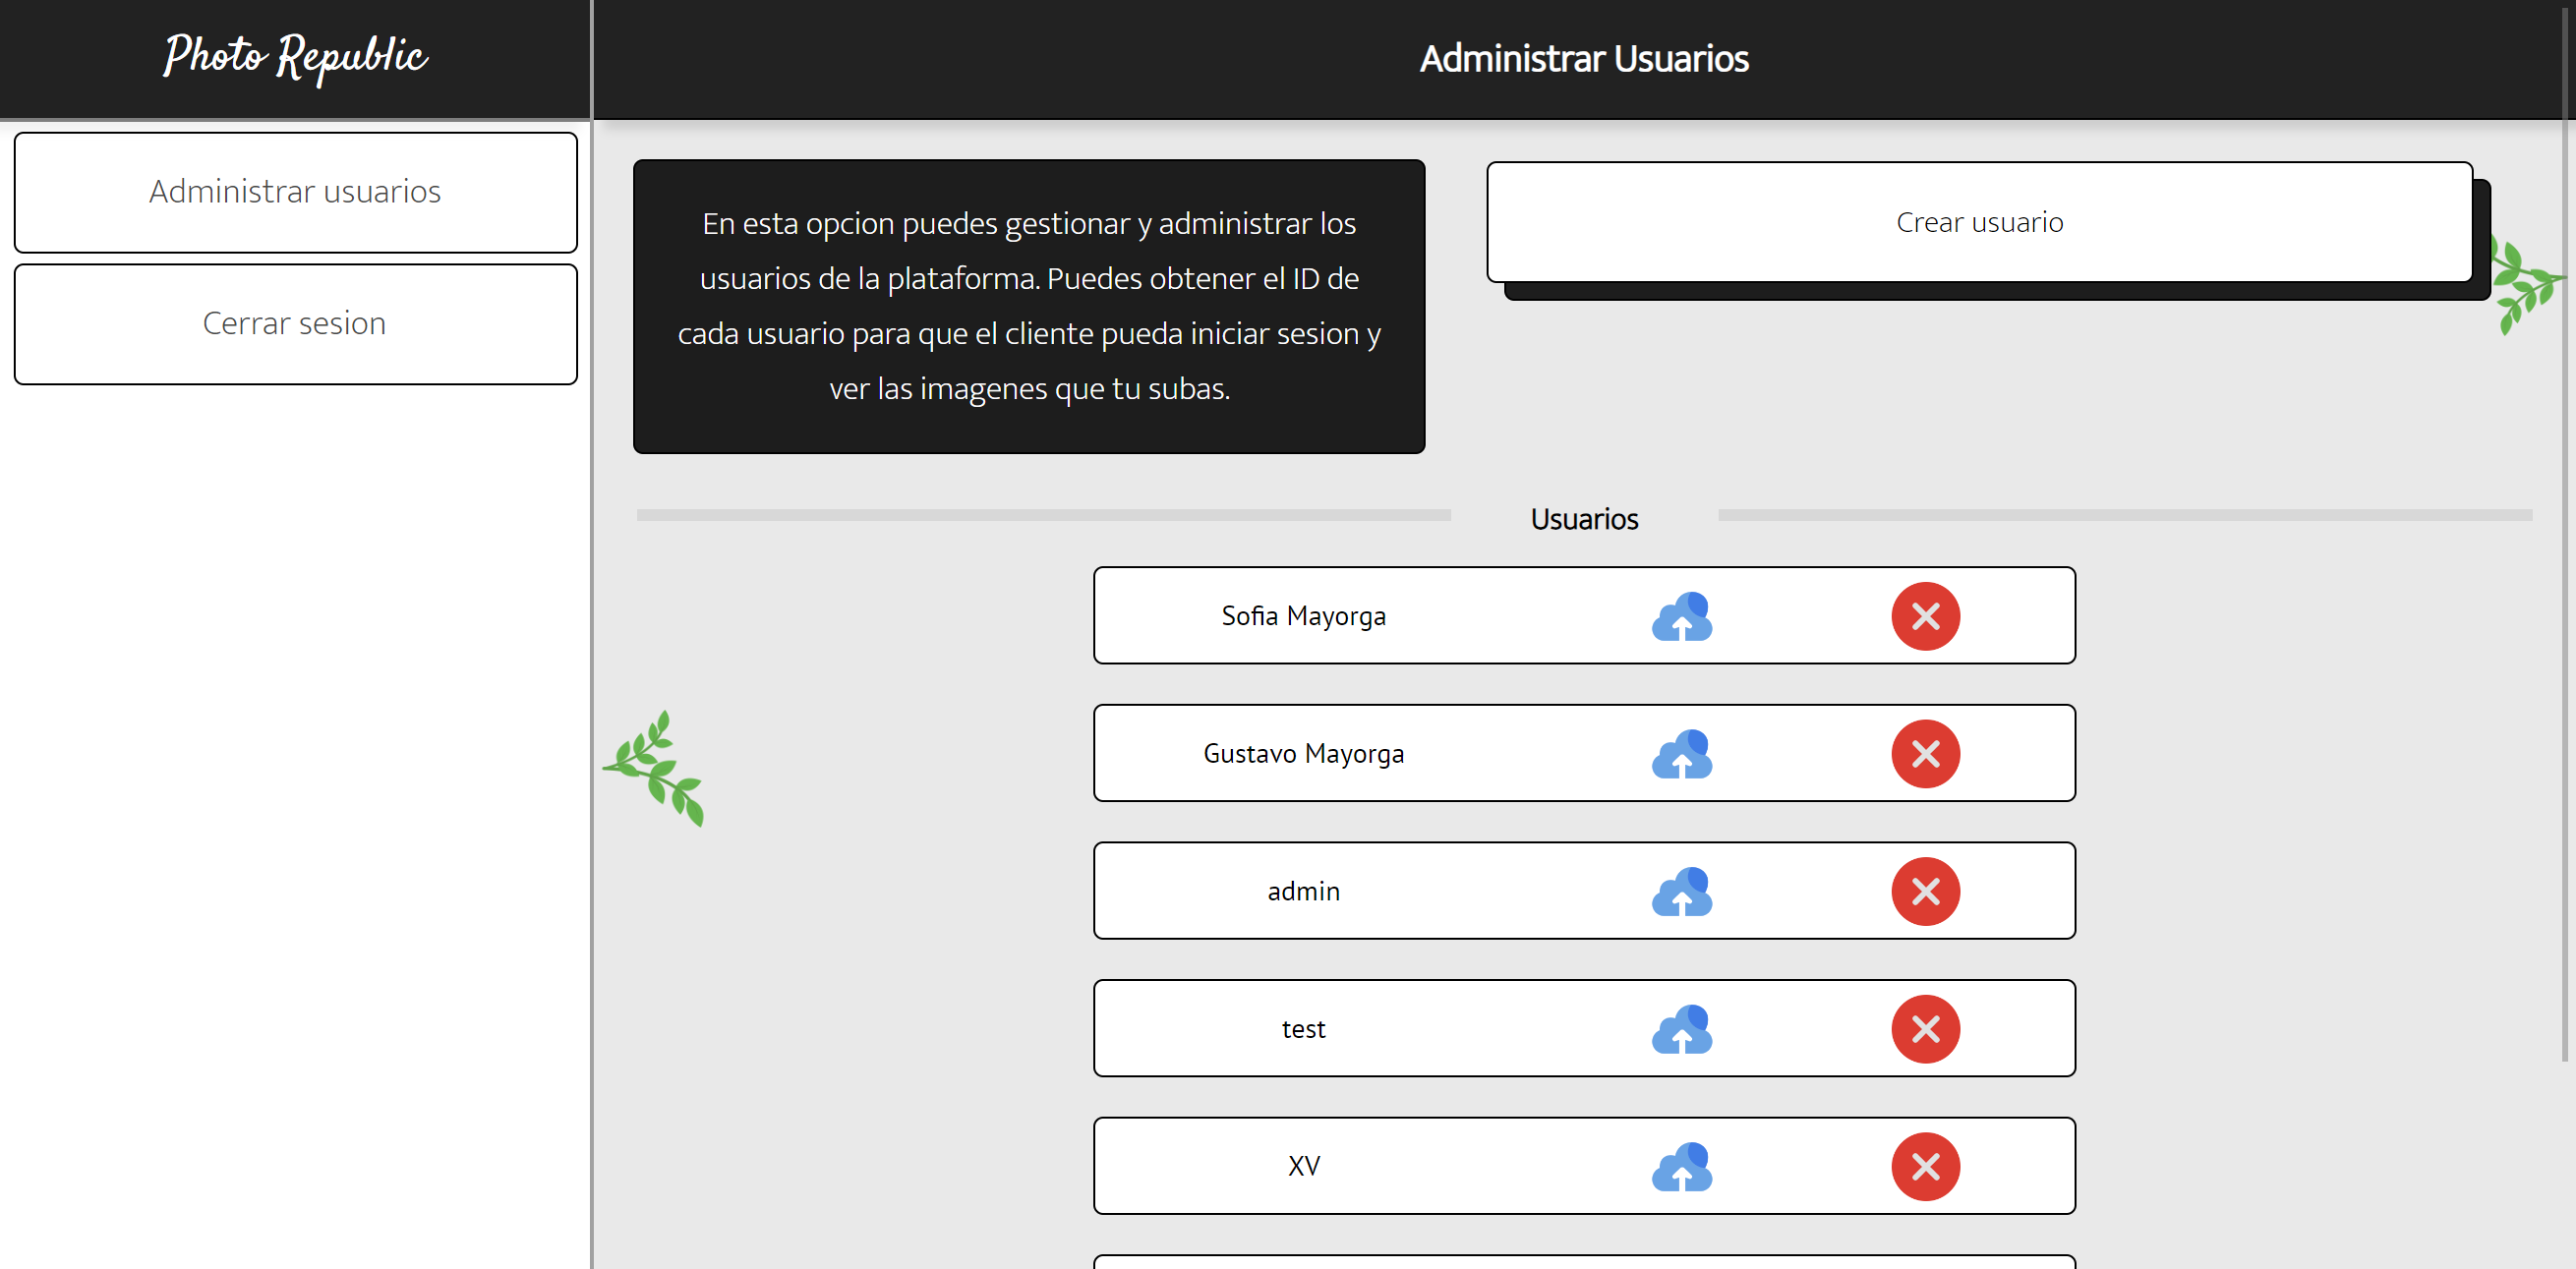 Photo Republic
Administrar Usuarios
Administrar usuarios
Cerrar sesion
En esta opcion puedes gestionar y administrar los
usuarios de la plataforma. Puedes obtener el ID de
cada usuario para que el cliente pueda iniciar sesion y
ver las imagenes que tu subas.
Crear usuario
Usuarios
Sofia Mayorga
Gustavo Mayorga
admin
test
XV